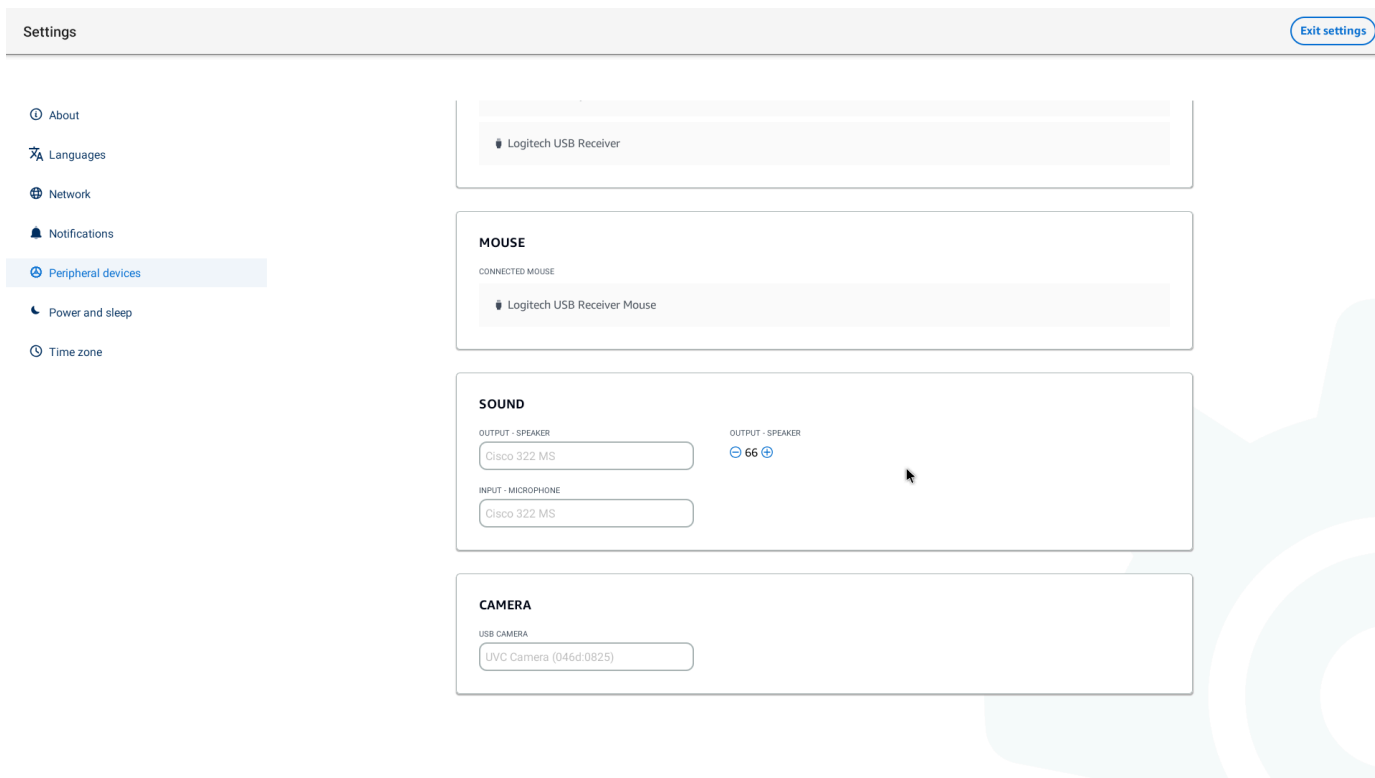 Settings
Exit settings
About
Languages
Network
Notifications
Peripheral devices
Power and sleep
Time zone
Logitech USB Receiver
MOUSE
CONNECTED MOUSE
Logitech USB Receiver Mouse
SOUND
OUTPUT - SPEAKER
Cisco 322 MS
OUTPUT - SPEAKER
66
INPUT - MICROPHONE
Cisco 322 MS
CAMERA
USB CAMERA
UVC Camera (046d:0825)